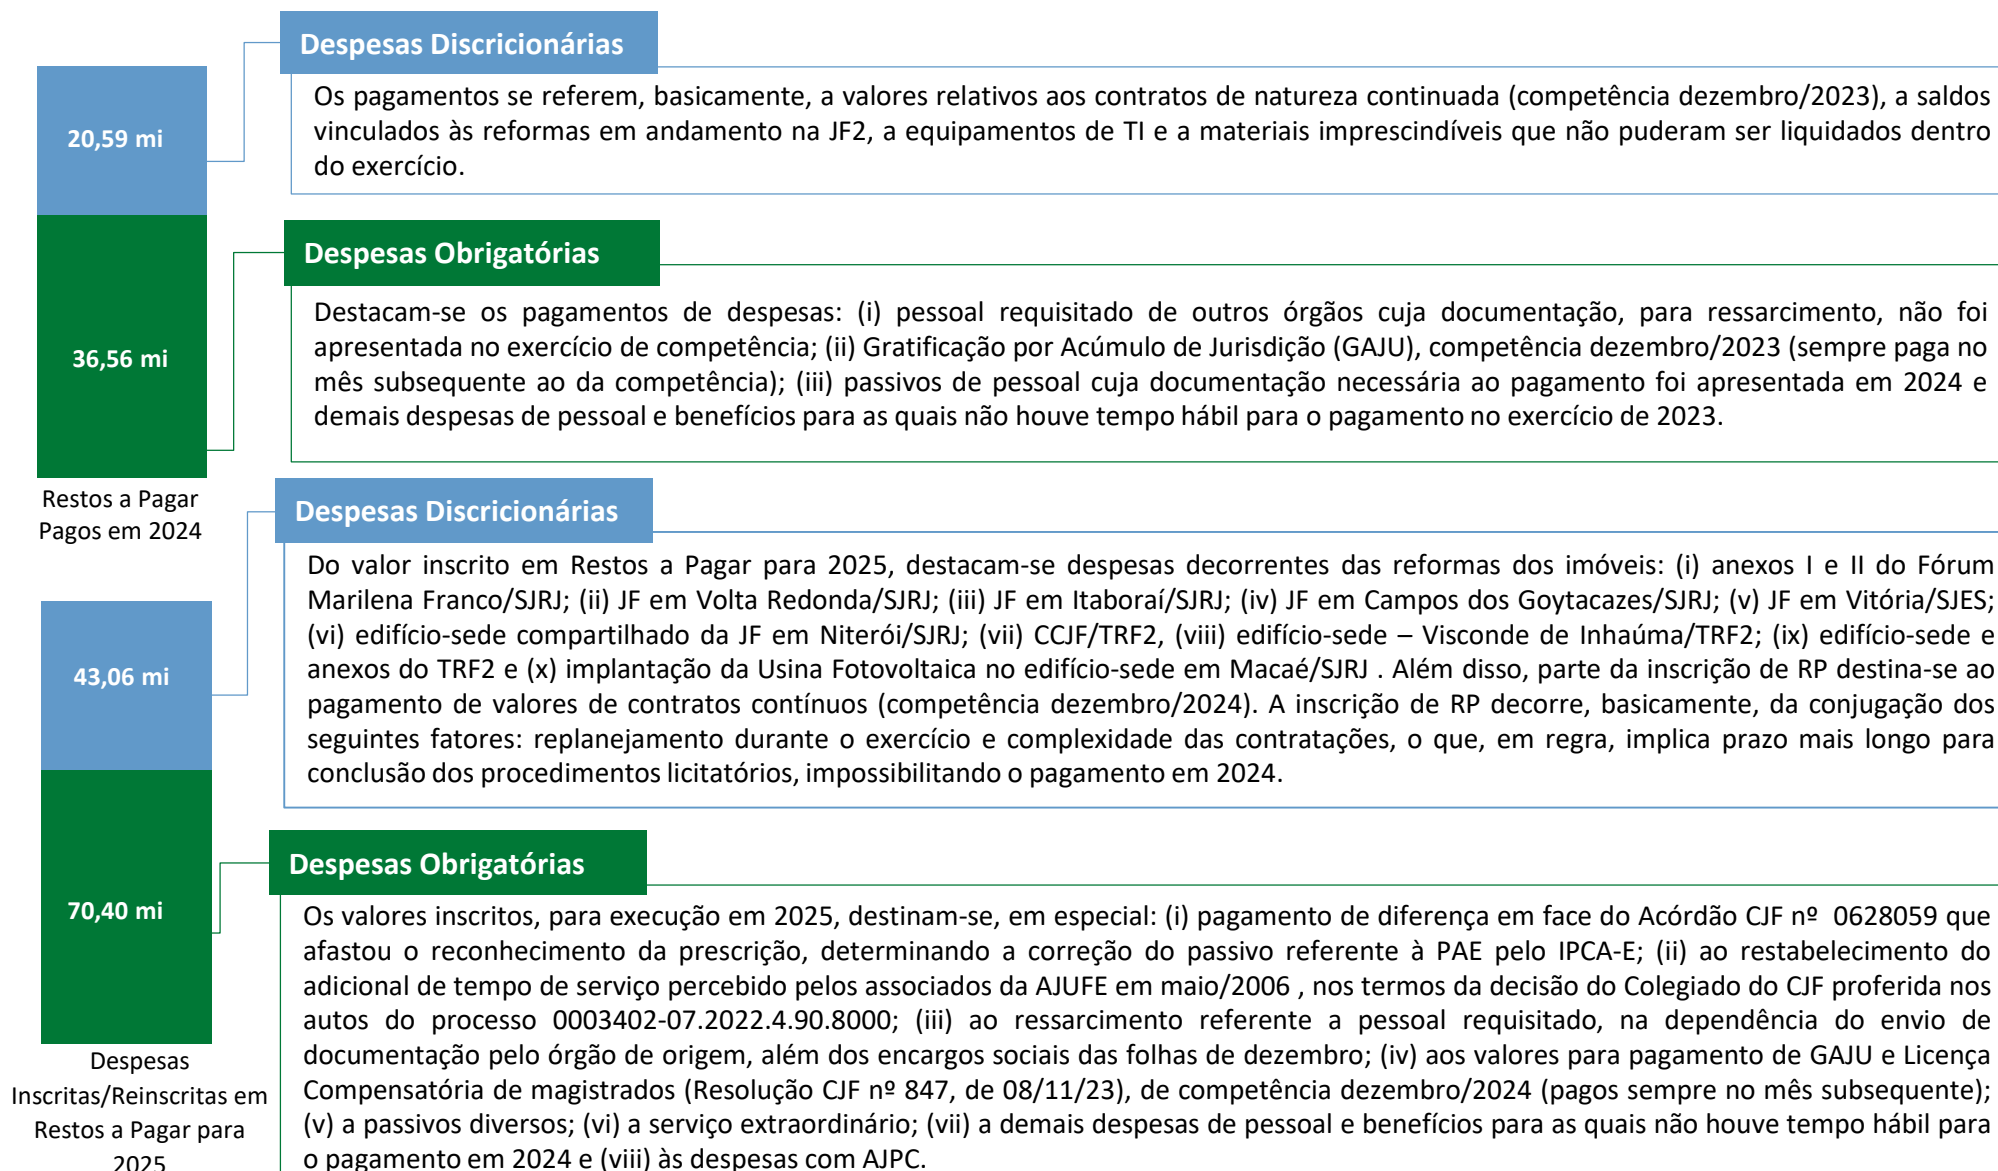 Despesas Discricionárias
Os pagamentos se referem, basicamente, a valores relativos aos contratos de natureza continuada (competência dezembro/2023), a saldos
vinculados às reformas em andamento na JF2, a equipamentos de TI e a materiais imprescindíveis que não puderam ser liquidados dentro
do exercício.
20,59 mi
Despesas Obrigatórias
Destacam-se os pagamentos de despesas: (i) pessoal requisitado de outros órgãos cuja documentação, para ressarcimento, não foi
apresentada no exercício de competência; (ii) Gratificação por Acúmulo de Jurisdição (GAJU), competência dezembro/2023 (sempre paga no
mês subsequente ao da competência); (iii) passivos de pessoal cuja documentação necessária ao pagamento foi apresentada em 2024 e
demais despesas de pessoal e benefícios para as quais não houve tempo hábil para o pagamento no exercício de 2023.
36,56 mi
Restos a Pagar
Pagos em 2024
Despesas Discricionárias
Do valor inscrito em Restos a Pagar para 2025, destacam-se despesas decorrentes das reformas dos imóveis: (i) anexos I e II do Fórum
Marilena Franco/SJRJ; (ii) JF em Volta Redonda/SJRJ; (iii) JF em Itaboraí/SJRJ; (iv) JF em Campos dos Goytacazes/SJRJ; (v) JF em Vitória/SJES;
(vi) edifício-sede compartilhado da JF em Niterói/SJRJ; (vii) CCJF/TRF2, (viii) edifício-sede – Visconde de Inhaúma/TRF2; (ix) edifício-sede e
anexos do TRF2 e (x) implantação da Usina Fotovoltaica no edifício-sede em Macaé/SJRJ . Além disso, parte da inscrição de RP destina-se ao
pagamento de valores de contratos contínuos (competência dezembro/2024). A inscrição de RP decorre, basicamente, da conjugação dos
seguintes fatores: replanejamento durante o exercício e complexidade das contratações, o que, em regra, implica prazo mais longo para
conclusão dos procedimentos licitatórios, impossibilitando o pagamento em 2024.
43,06 mi
Despesas Obrigatórias
Os valores inscritos, para execução em 2025, destinam-se, em especial: (i) pagamento de diferença em face do Acórdão CJF nº 0628059 que
afastou o reconhecimento da prescrição, determinando a correção do passivo referente à PAE pelo IPCA-E; (ii) ao restabelecimento do
adicional de tempo de serviço percebido pelos associados da AJUFE em maio/2006 , nos termos da decisão do Colegiado do CJF proferida nos
autos do processo 0003402-07.2022.4.90.8000; (iii) ao ressarcimento referente a pessoal requisitado, na dependência do envio de
documentação pelo órgão de origem, além dos encargos sociais das folhas de dezembro; (iv) aos valores para pagamento de GAJU e Licença
Compensatória de magistrados (Resolução CJF nº 847, de 08/11/23), de competência dezembro/2024 (pagos sempre no mês subsequente);
(v) a passivos diversos; (vi) a serviço extraordinário; (vii) a demais despesas de pessoal e benefícios para as quais não houve tempo hábil para
o pagamento em 2024 e (viii) às despesas com AJPC.
70,40 mi
Despesas
Inscritas/Reinscritas em
Restos a Pagar para
2025